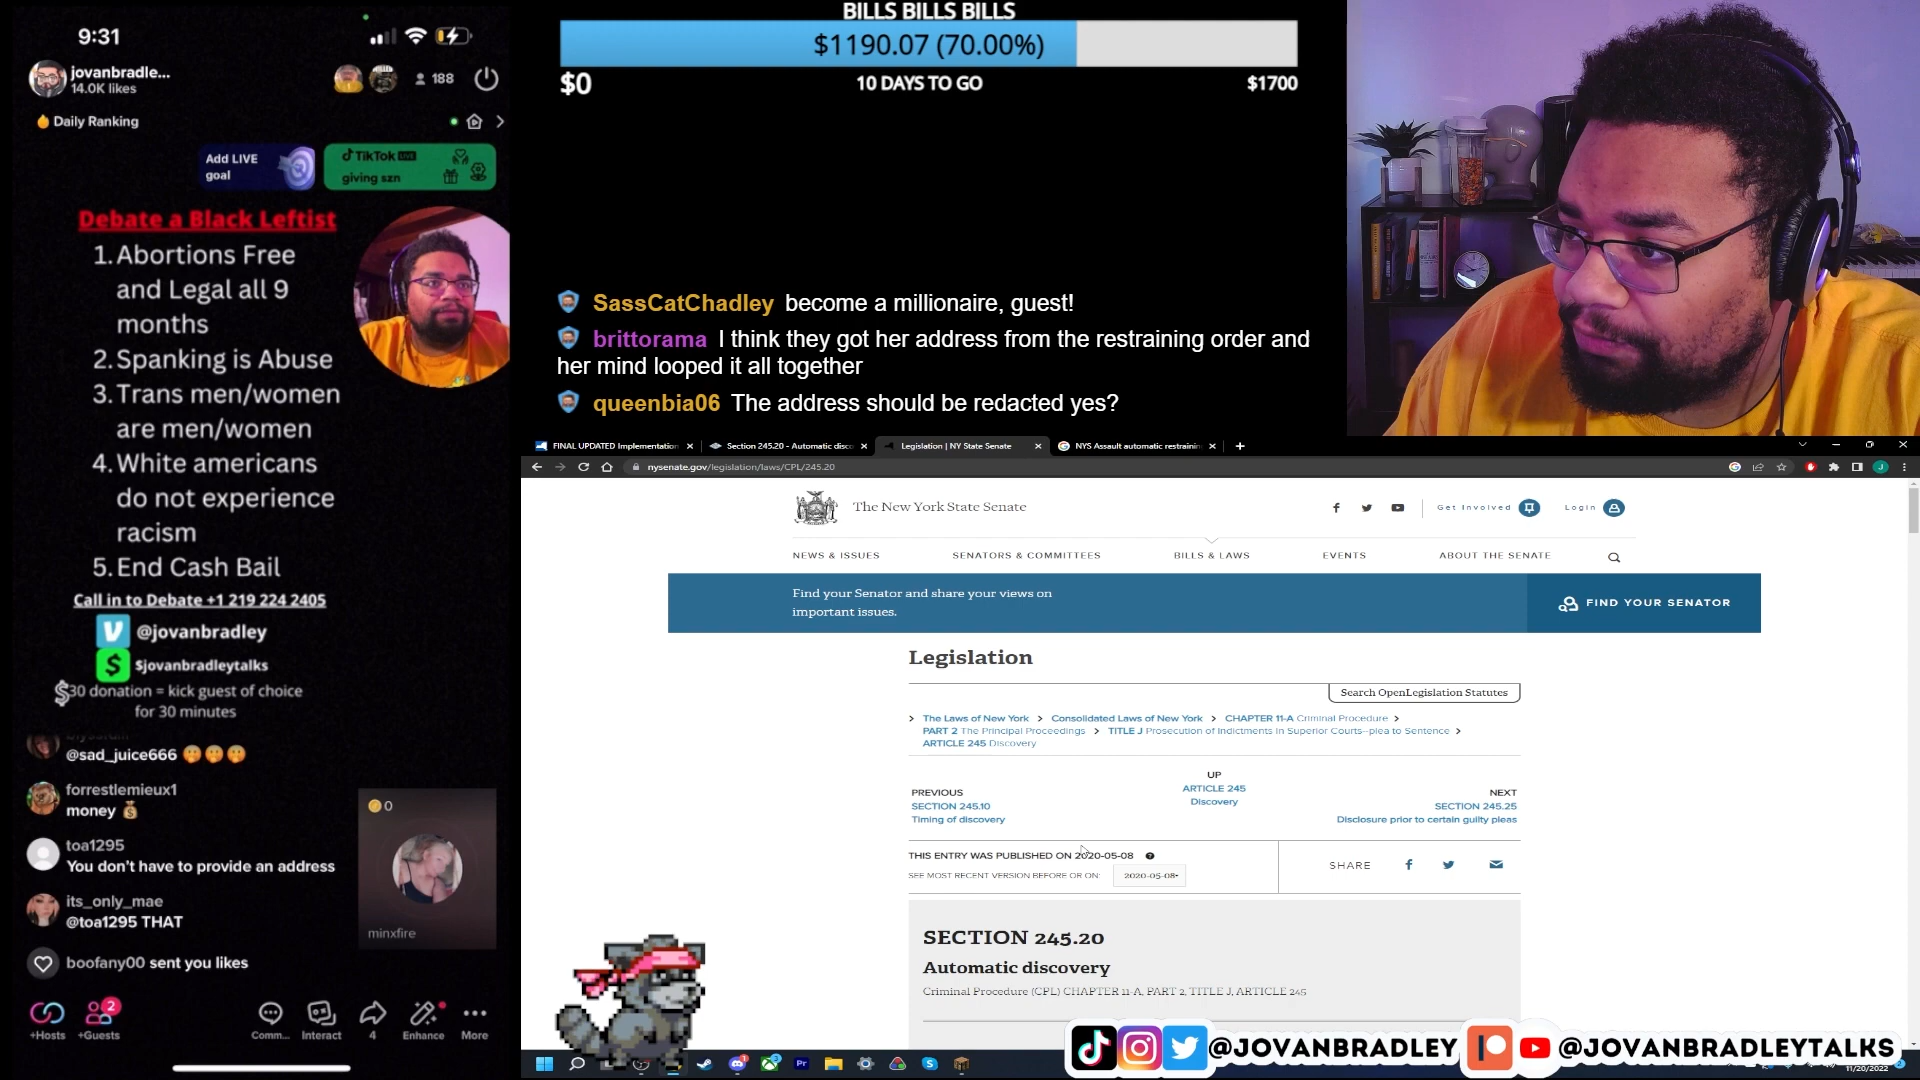 9:31
jovanbradle...
14.0K likes
188
Daily Ranking
Add LIVE
goal
TikTok LIVE
giving szn
Debate a Black Leftist
1. Abortions Free
and Legal all 9
months
2. Spanking is Abuse
3. Trans men/women
are men/women
4. White americans
do not experience
racism
5. End Cash Bail
Call in to Debate +1 219 224 2405
@jovanbradley
$jovanbradleytalks
$30 donation = kick guest of choice
for 30 minutes
@sad_juice666
forrestlemieux1
money
toa1295
You don't have to provide an address
its_only_mae
@toa1295 THAT
boofany00 sent you likes
0
minxfire
2
+Hosts
+Guests
Comm...
Interact
4
Enhance
More
BILLS BILLS BILLS
$1190.07 (70.00%)
$0
10 DAYS TO GO
$1700
SassCatChadley become a millionaire, guest!
brittorama I think they got her address from the restraining order and
her mind looped it all together
queenbia06 The address should be redacted yes?
FINAL UPDATED Implementation
Section 245.20 - Automatic disco
Legislation | NY State Senate
NYS Assault automatic restrainin
nysenate.gov/legislation/laws/CPL/245.20
The New York State Senate
Get Involved
Login
NEWS & ISSUES
SENATORS & COMMITTEES
BILLS & LAWS
EVENTS
ABOUT THE SENATE
Find your Senator and share your views on
important issues.
FIND YOUR SENATOR
Legislation
Search OpenLegislation Statutes
> The Laws of New York > Consolidated Laws of New York > CHAPTER 11-A Criminal Procedure >
PART 2 The Principal Proceedings > TITLE J Prosecution of Indictments In Superior Courts--plea to Sentence >
ARTICLE 245 Discovery
PREVIOUS
SECTION 245.10
Timing of discovery
UP
ARTICLE 245
Discovery
NEXT
SECTION 245.25
Disclosure prior to certain guilty pleas
THIS ENTRY WAS PUBLISHED ON 2020-05-08
SEE MOST RECENT VERSION BEFORE OR ON:
2020-05-08
SHARE
SECTION 245.20
Automatic discovery
Criminal Procedure (CPL) CHAPTER 11-A, PART 2, TITLE J, ARTICLE 245
@JOVANBRADLEY
@JOVANBRADLEYTALKS
11/20/2022